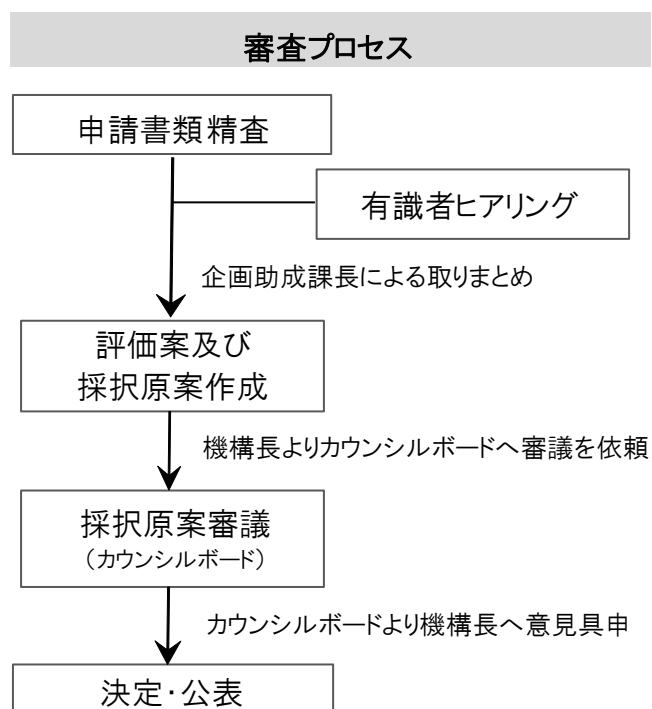 審査プロセス
申請書類精査
有識者ヒアリング
企画助成課長による取りまとめ
評価案及び
採択原案作成
機構長よりカウンシルボードへ審議を依頼
採択原案審議
（カウンシルボード）
カウンシルボードより機構長へ意見具申
決定・公表